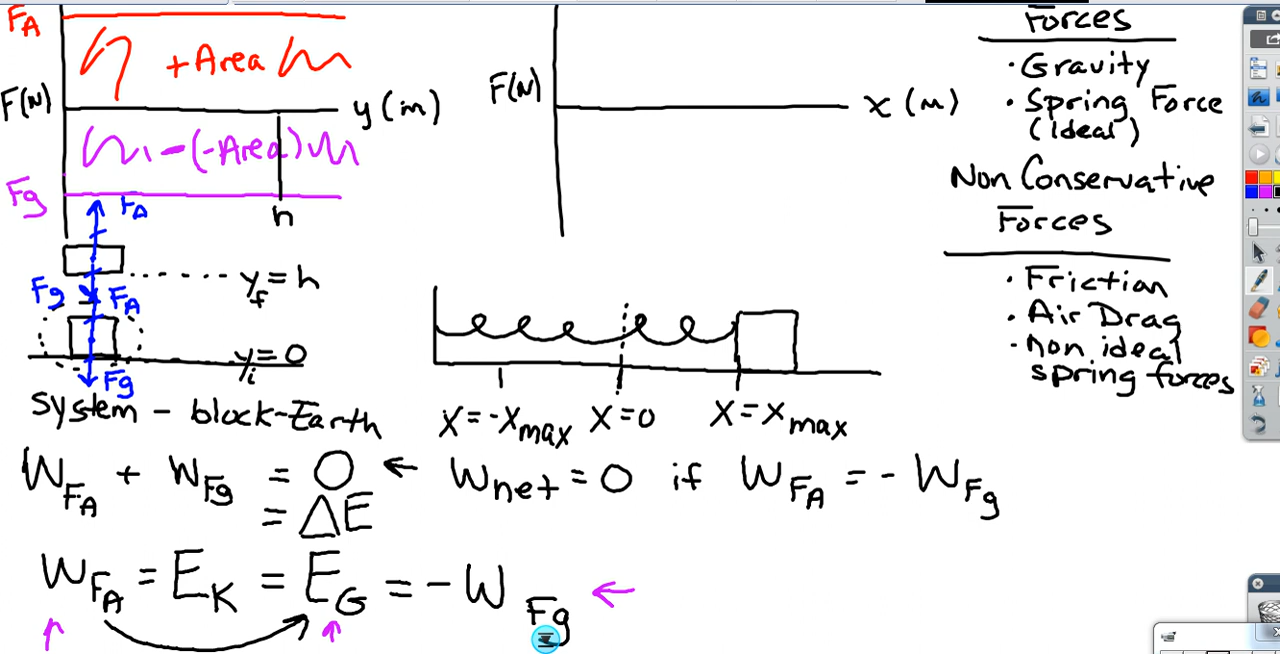 FA
+Area
F(N)
y(m)
-(-Area)
Fg
h
FA
yf = h
Fg
FA
yi = 0
Fg
System - block-Earth
F(N)
x (m)
x = -xmax
x = 0
x = xmax
Forces
· Gravity
· Spring Force
(Ideal)
Non Conservative
Forces
· Friction
· Air Drag
· non ideal
spring forces
WFA + WFg = 0 ← Wnet = 0 if WFA = - WFg
= ΔE
WFA = EK = EG = - WFg ←